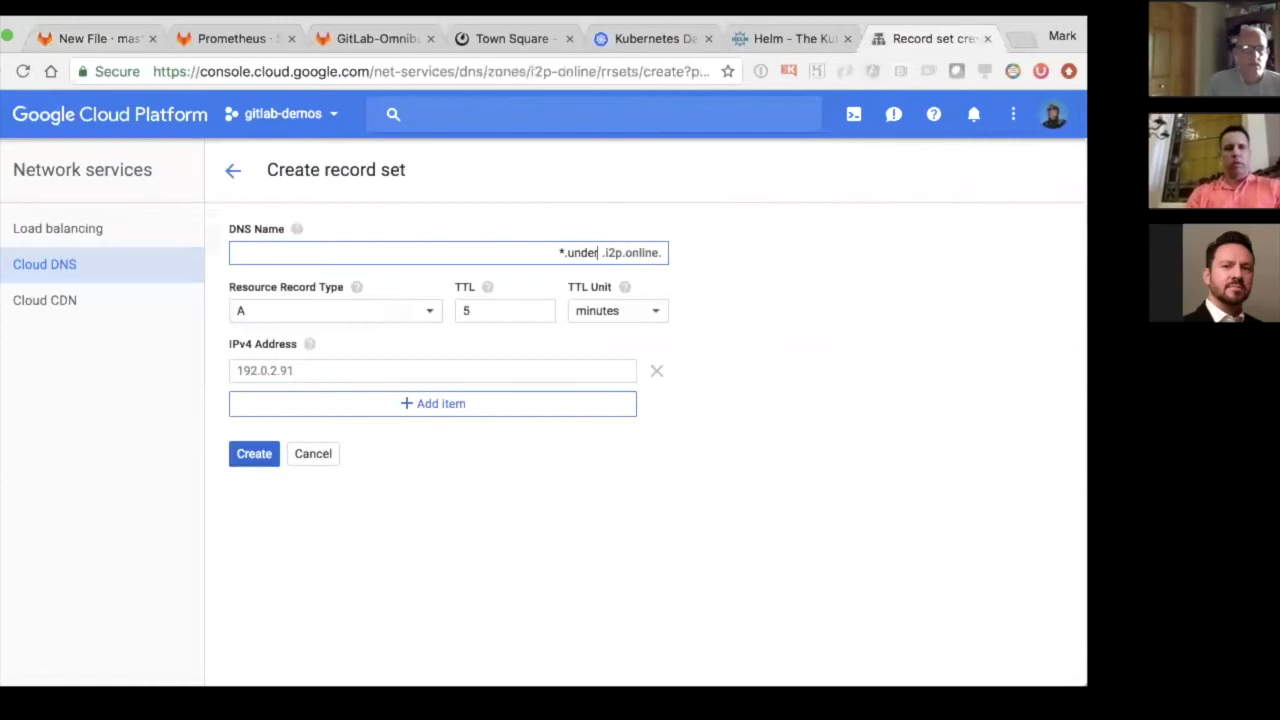 New File · mas
Prometheus · S
GitLab-Omnibu
Town Square -
Kubernetes Da
Helm - The Ku
Record set cre
Mark
Secure
https://console.cloud.google.com/net-services/dns/zones/i2p-online/rrsets/create?p...
Google Cloud Platform
gitlab-demos
Network services
Create record set
Load balancing
Cloud DNS
Cloud CDN
DNS Name
*.under .i2p.online.
Resource Record Type
TTL
TTL Unit
A
5
minutes
IPv4 Address
192.0.2.91
+ Add item
Create
Cancel